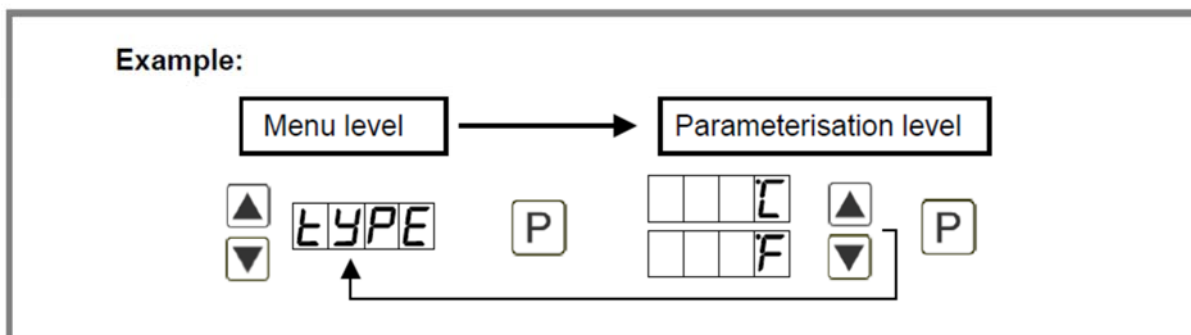 Example:
Menu level
Parameterisation level
tYPE
P
°C
°F
P